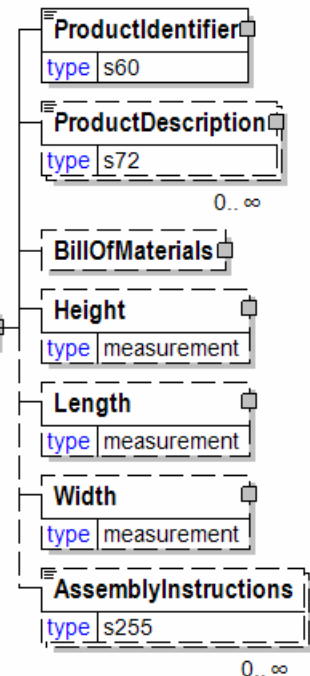 ProductIdentifier
type s60
ProductDescription
type s72
0.. ∞
BillOfMaterials
Height
type measurement
Length
type measurement
Width
type measurement
AssemblyInstructions
type s255
0.. ∞